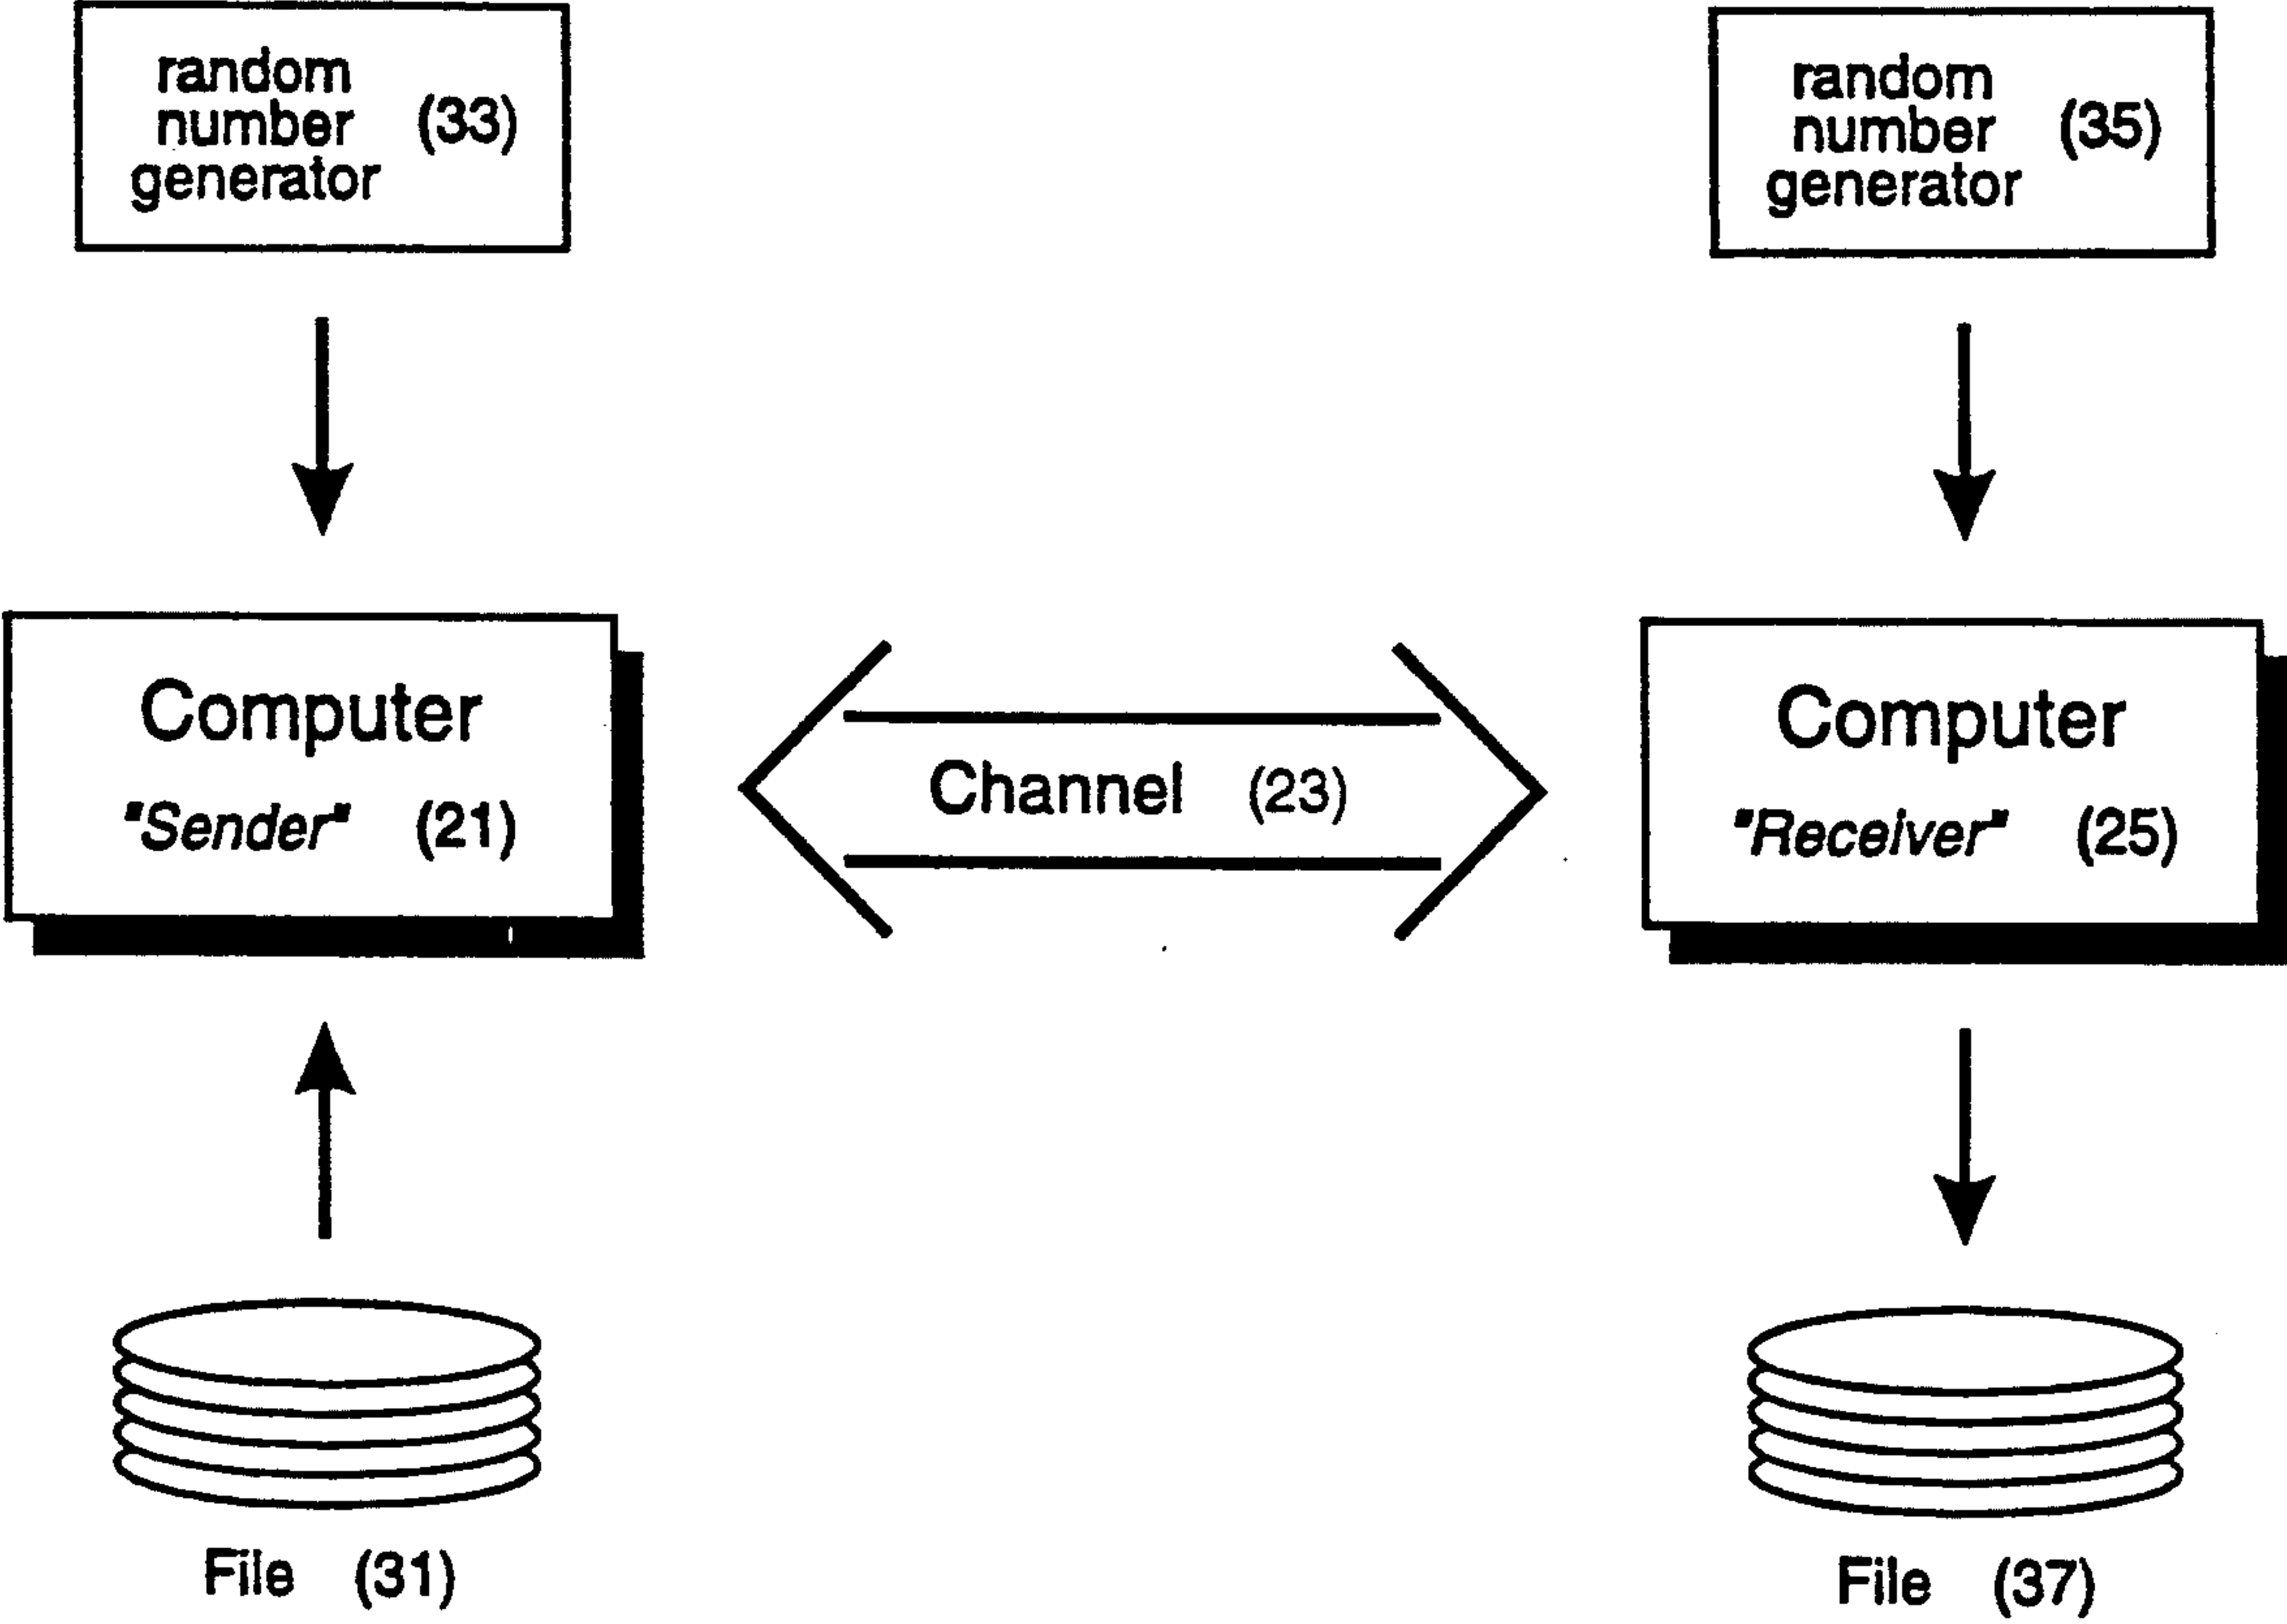 random
number (33)
generator
random
number (35)
generator
Computer
"Sender" (21)
Channel (23)
Computer
"Receiver" (25)
File (31)
File (37)